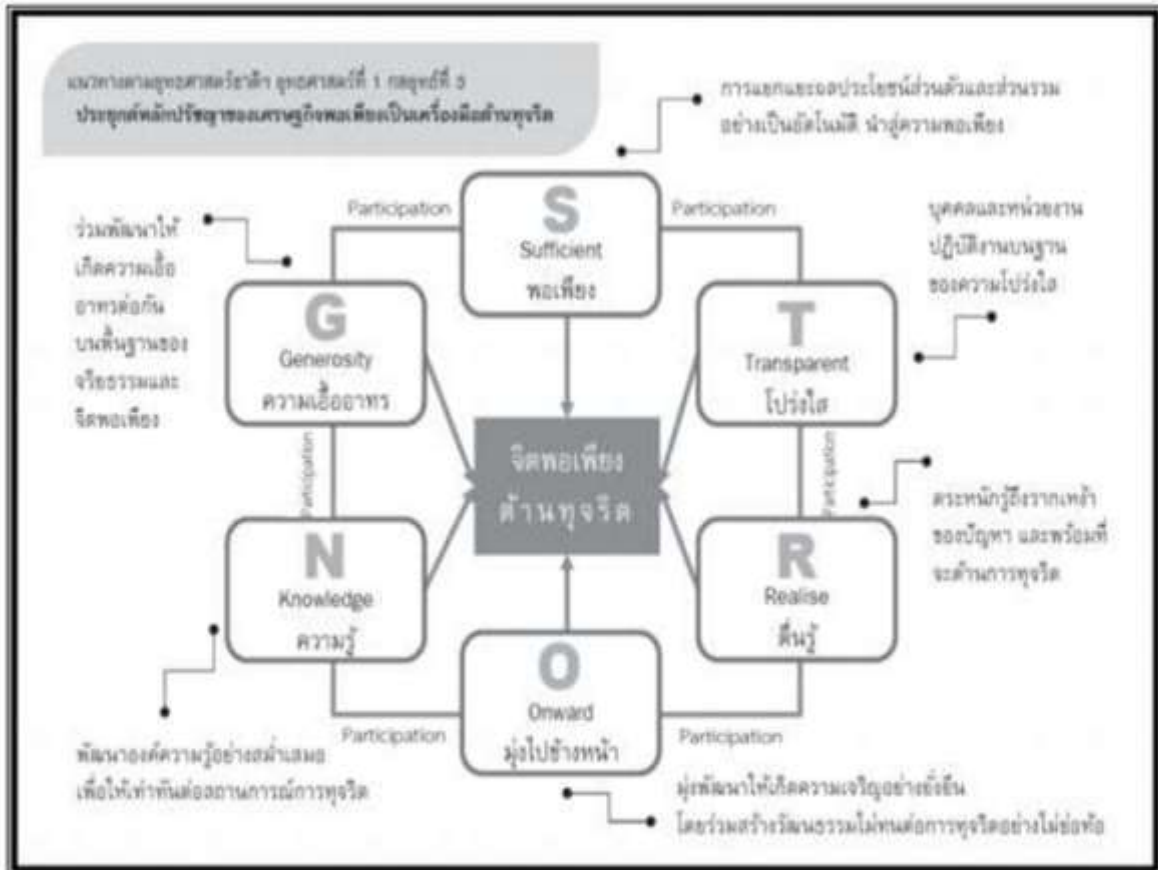 แนวทางตามยุทธศาสตร์ชาติฯ ยุทธศาสตร์ที่ 1 กลยุทธ์ที่ 3
ประยุกต์หลักปรัชญาของเศรษฐกิจพอเพียงเป็นเครื่องมือต้านทุจริต
การแยกแยะผลประโยชน์ส่วนตัวและส่วนรวม
อย่างเป็นอัตโนมัติ นำสู่ความพอเพียง
Participation
S
Sufficient
พอเพียง
Participation
บุคคลและหน่วยงาน
ปฏิบัติงานบนฐาน
ของความโปร่งใส
ร่วมพัฒนาให้
เกิดความเอื้อ
อาทรต่อกัน
บนพื้นฐานของ
จริยธรรมและ
จิตพอเพียง
G
Generosity
ความเอื้ออาทร
T
Transparent
โปร่งใส
จิตพอเพียง
ต้านทุจริต
Participation
Participation
ตระหนักรู้ถึงรากเหง้า
ของปัญหา และพร้อมที่
จะต้านการทุจริต
N
Knowledge
ความรู้
R
Realise
ตื่นรู้
O
Onward
มุ่งไปข้างหน้า
Participation
Participation
พัฒนาองค์ความรู้อย่างสม่ำเสมอ
เพื่อให้เท่าทันต่อสถานการณ์การทุจริต
มุ่งพัฒนาให้เกิดความเจริญอย่างยั่งยืน
โดยร่วมสร้างวัฒนธรรมไม่ทนต่อการทุจริตอย่างไม่ย่อท้อ